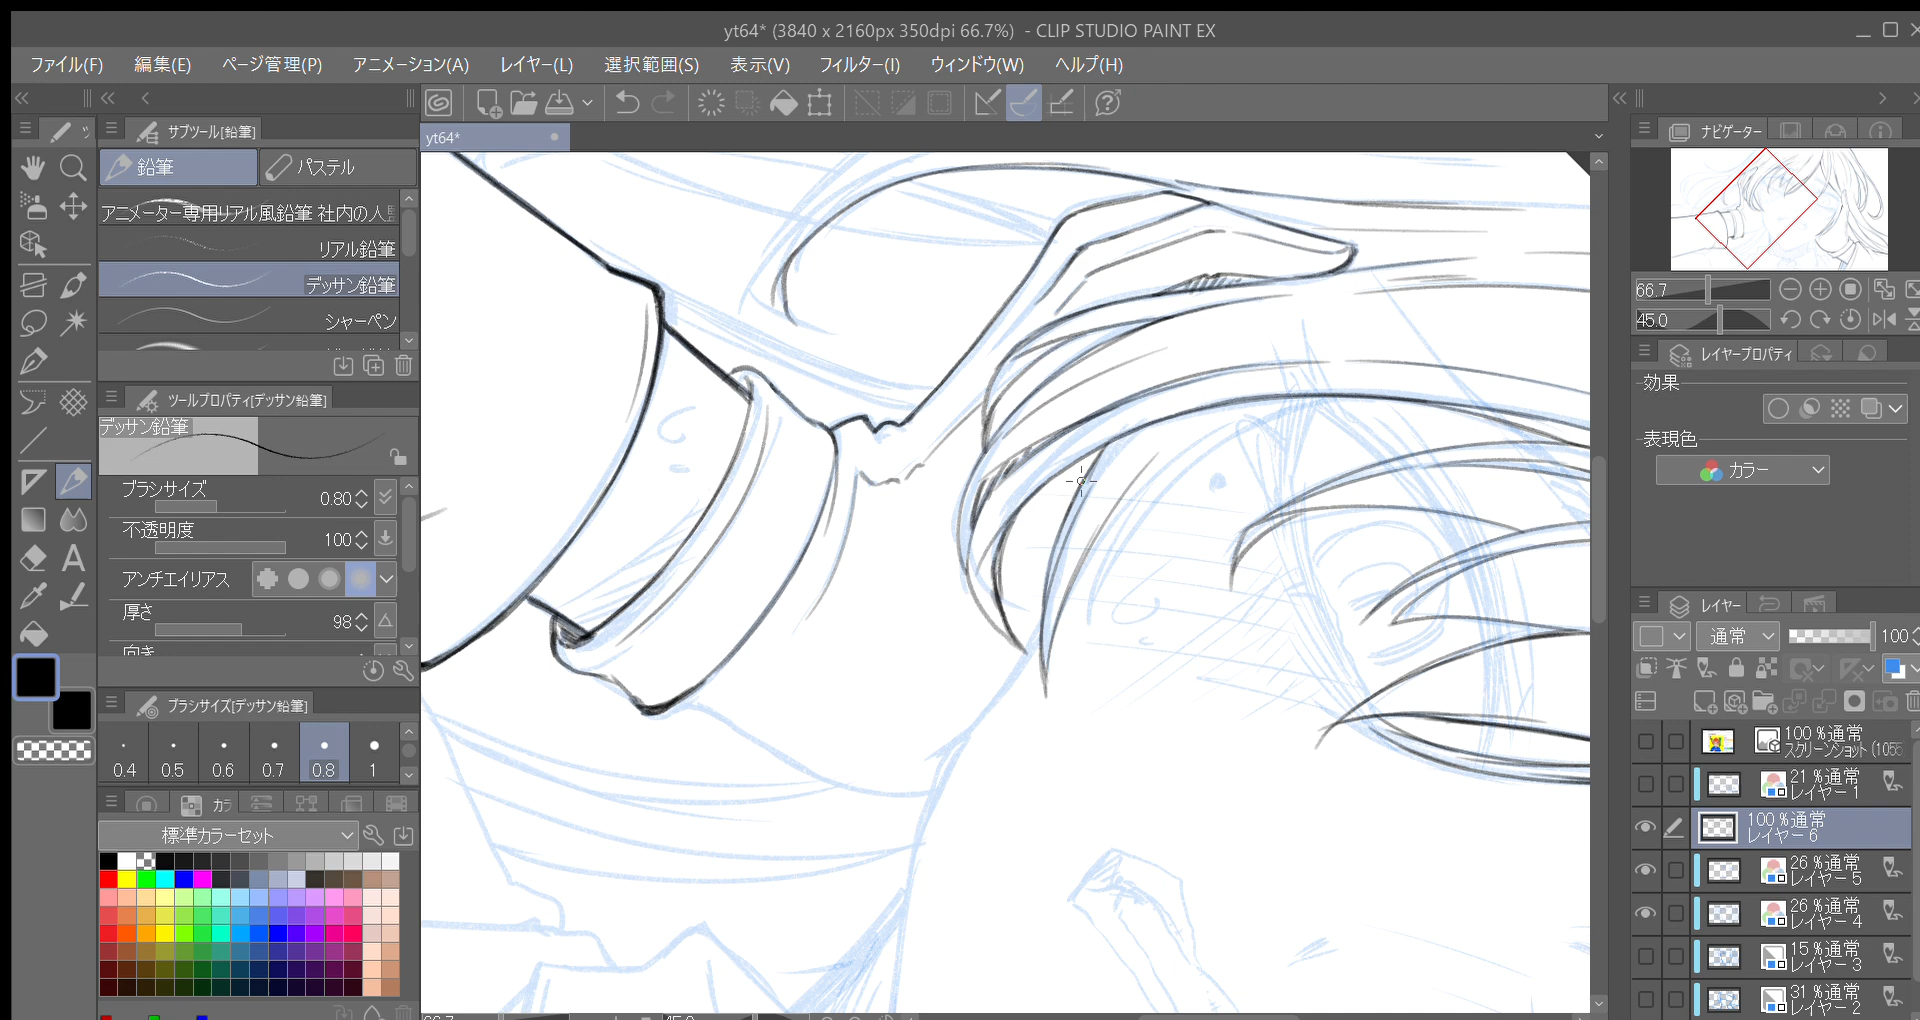 yt64* (3840 x 2160px 350dpi 66.7%)  - CLIP STUDIO PAINT EX
ファイル(F) 編集(E) ページ管理(P) アニメーション(A) レイヤー(L) 選択範囲(S) 表示(V) フィルター(I) ウィンドウ(W) ヘルプ(H)
サブツール[鉛筆]
yt64*
鉛筆 パステル
アニメーター専用リアル風鉛筆 社内の人
リアル鉛筆
デッサン鉛筆
シャーペン
ツールプロパティ[デッサン鉛筆]
デッサン鉛筆
ブラシサイズ 0.80
不透明度 100
アンチエイリアス
厚さ 98
向き
ブラシサイズ[デッサン鉛筆]
0.4 0.5 0.6 0.7 0.8 1
カラ
標準カラーセット
ナビゲーター
66.7
45.0
レイヤープロパティ
効果
表現色
カラー
レイヤー
通常 100
100 %通常
スクリーンショット (1055
21 %通常
レイヤー 1
100 %通常
レイヤー 6
26 %通常
レイヤー 5
26 %通常
レイヤー 4
15 %通常
レイヤー 3
31 %通常
レイヤー 2
66.7 45.0